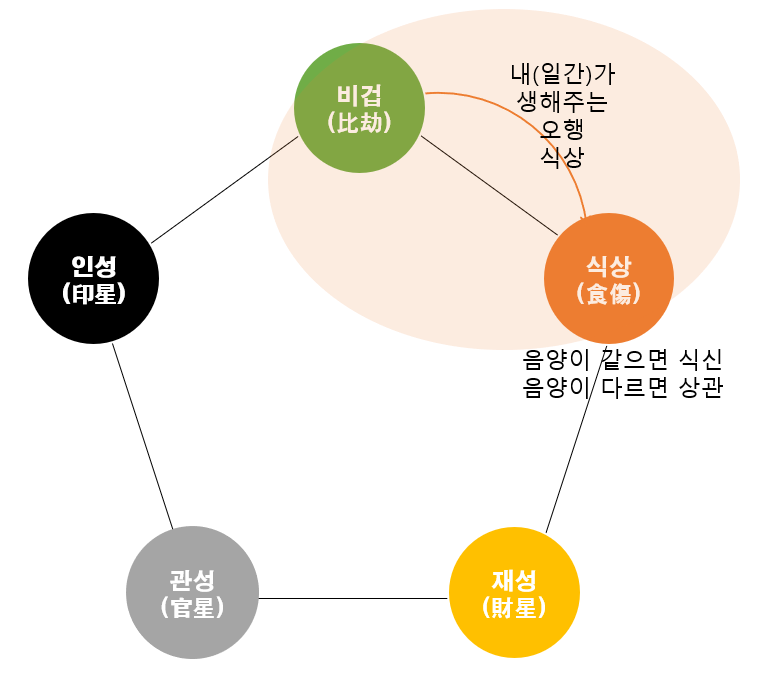 비겁
(比劫)
내(일간)가
생해주는
오행
식상
인성
(印星)
식상
(食傷)
음양이 같으면 식신
음양이 다르면 상관
관성
(官星)
재성
(財星)